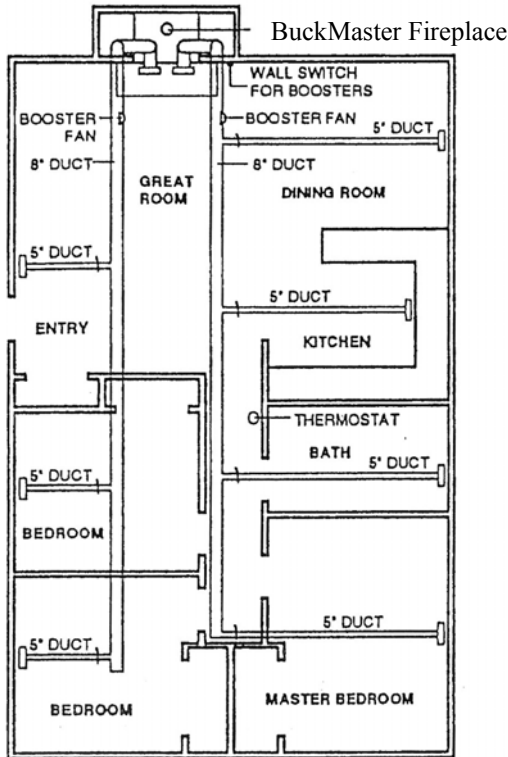 BuckMaster Fireplace
WALL SWITCH
FOR BOOSTERS
BOOSTER
FAN
BOOSTER FAN
5" DUCT
8" DUCT
GREAT
ROOM
8" DUCT
DINING ROOM
5" DUCT
5" DUCT
ENTRY
KITCHEN
THERMOSTAT
BATH
5" DUCT
5" DUCT
BEDROOM
5" DUCT
5" DUCT
BEDROOM
MASTER BEDROOM